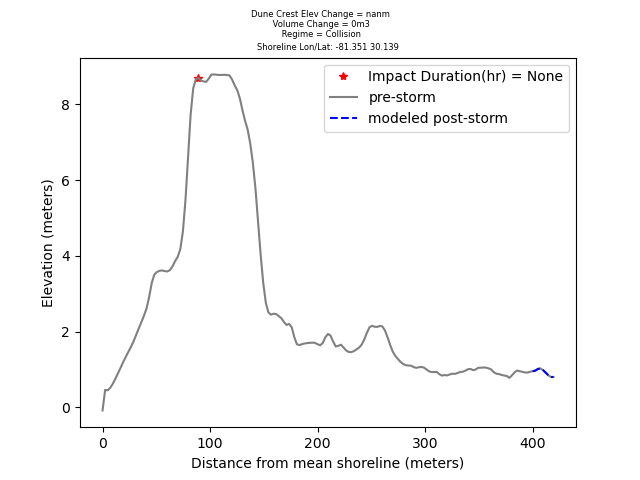 Dune Crest Elev Change = nanm
Volume Change = 0m3
Regime = Collision
Shoreline Lon/Lat: -81.351 30.139
Impact Duration(hr) = None
pre-storm
modeled post-storm
8
6
4
2
0
Elevation (meters)
0 100 200 300 400
Distance from mean shoreline (meters)